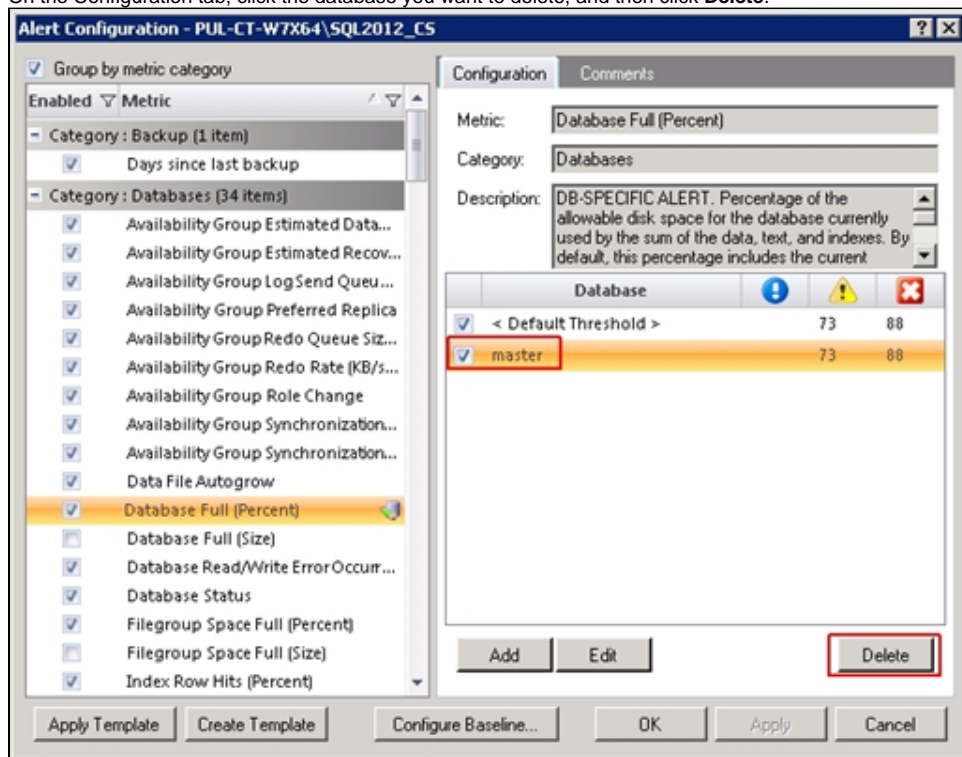 On the Configuration tab, click the database you want to delete, and then click Delete.
Alert Configuration - PUL-CT-W7X64\SQL2012_CS
Group by metric category
Enabled Metric
Category : Backup (1 item)
Days since last backup
Category : Databases (34 items)
Availability Group Estimated Data...
Availability Group Estimated Recov...
Availability Group Log Send Queu...
Availability Group Preferred Replica
Availability Group Redo Queue Siz...
Availability Group Redo Rate (KB/s...
Availability Group Role Change
Availability Group Synchronization...
Availability Group Synchronization...
Data File Autogrow
Database Full (Percent)
Database Full (Size)
Database Read/Write Error Occurr...
Database Status
Filegroup Space Full (Percent)
Filegroup Space Full (Size)
Index Row Hits (Percent)
Configuration Comments
Metric: Database Full (Percent)
Category: Databases
Description: DB-SPECIFIC ALERT. Percentage of the
allowable disk space for the database currently
used by the sum of the data, text, and indexes. By
default, this percentage includes the current
Database
< Default Threshold > 73 88
master 73 88
Add Edit Delete
Apply Template Create Template Configure Baseline... OK Apply Cancel